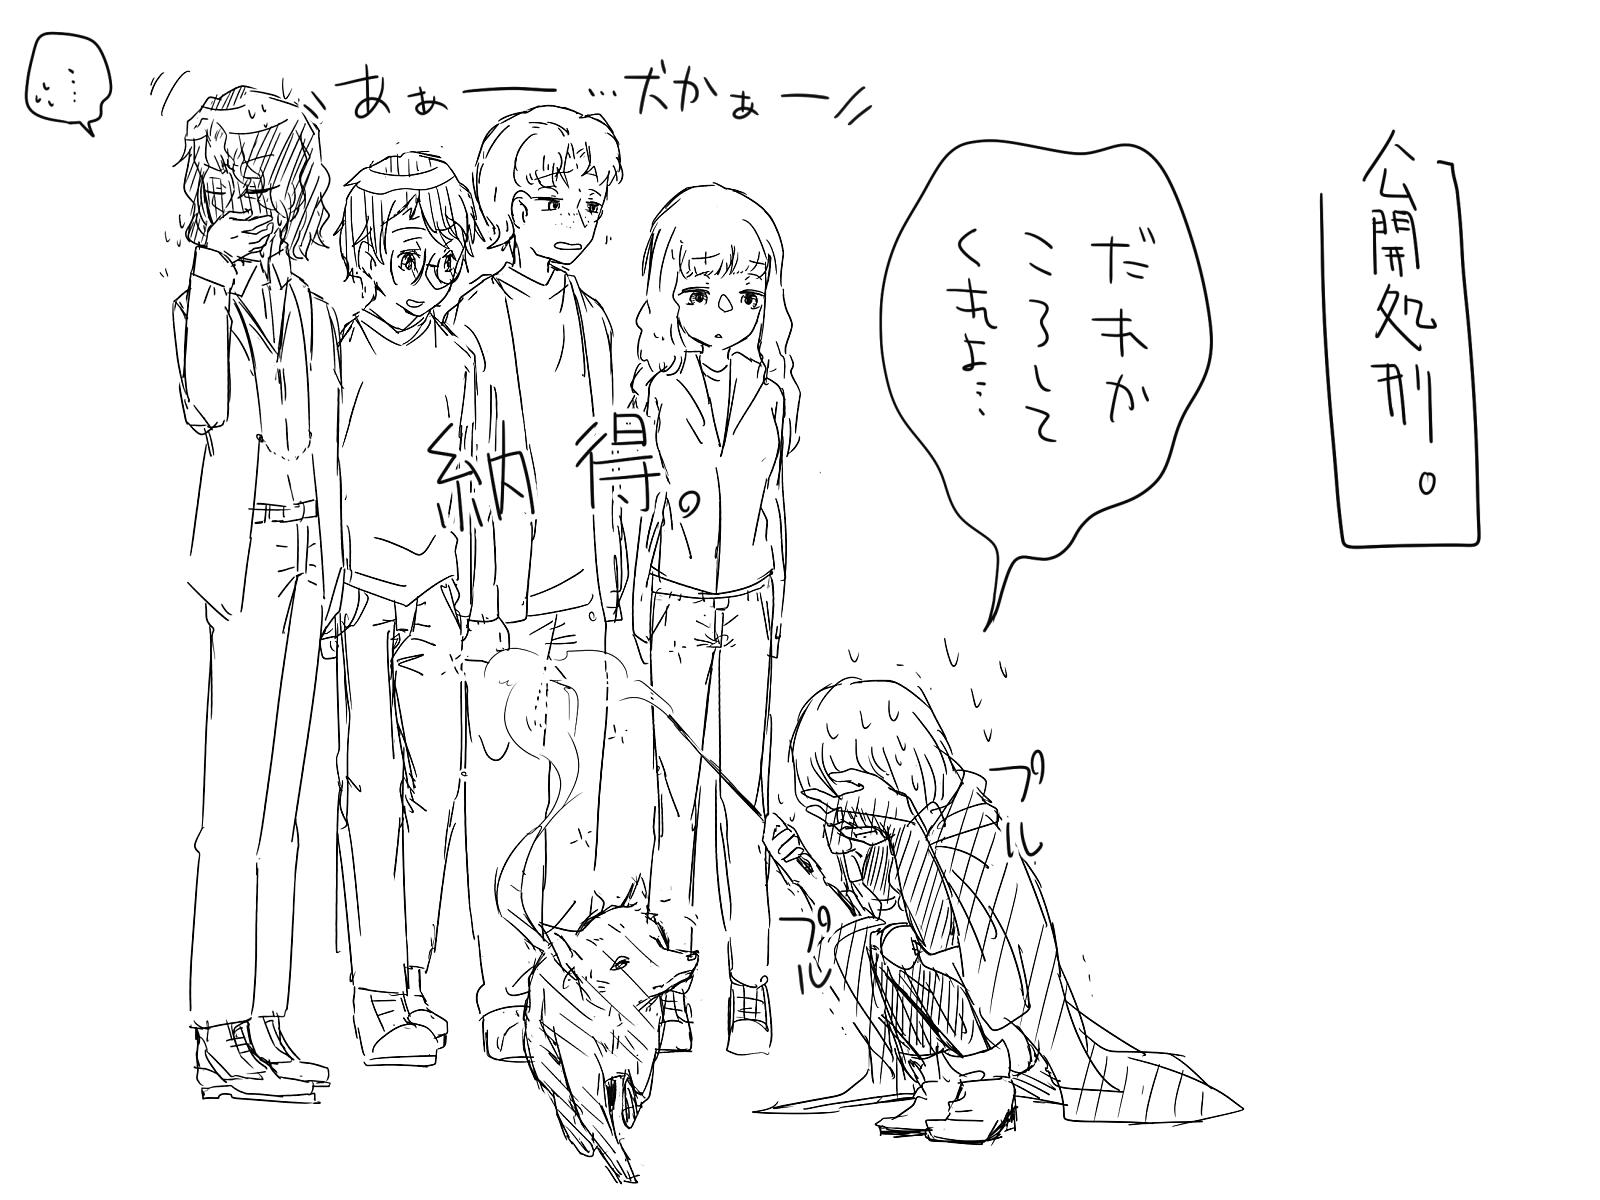 公開処刑。
だれか
ころして
くれよ…
あぁー…犬かぁー
……
納得。
プル
プル